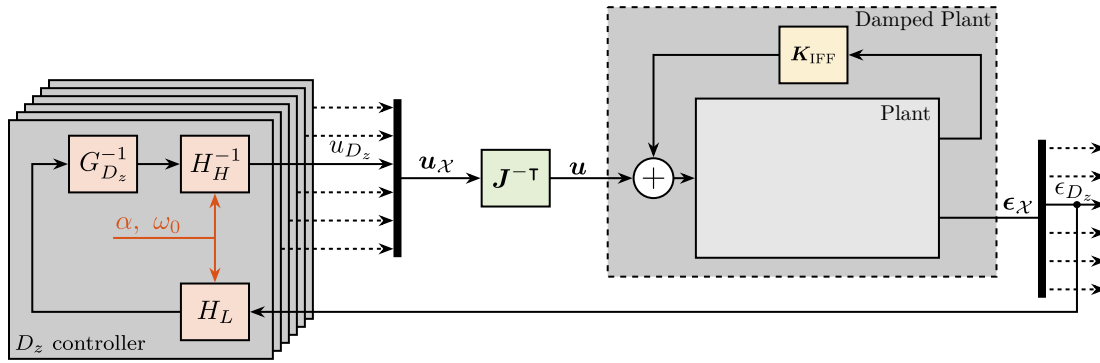 Damped Plant
K_IFF
Plant
G_{D_z}^{-1}
H_H^{-1}
u_{D_z}
u_𝒳
J^{-⊤}
u
+
ϵ_𝒳
ϵ_{D_z}
α, ω_0
H_L
D_z controller